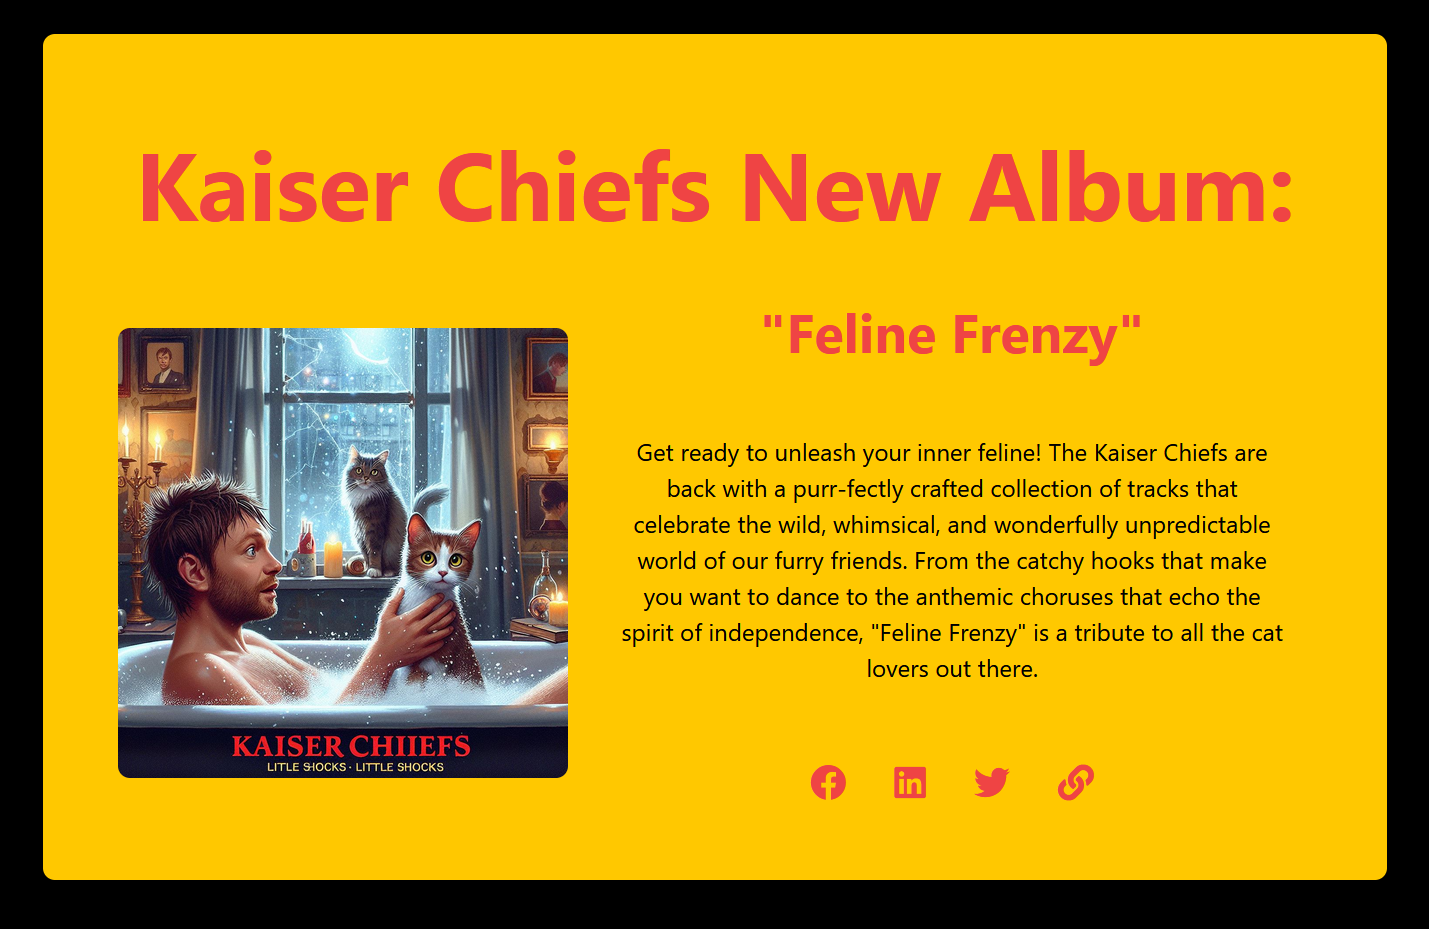 Kaiser Chiefs New Album:
"Feline Frenzy"
Get ready to unleash your inner feline! The Kaiser Chiefs are
back with a purr-fectly crafted collection of tracks that
celebrate the wild, whimsical, and wonderfully unpredictable
world of our furry friends. From the catchy hooks that make
you want to dance to the anthemic choruses that echo the
spirit of independence, "Feline Frenzy" is a tribute to all the cat
lovers out there.
KAISER CHIIEFS
LITLE SHOCKS · LITTLE SHOCKS